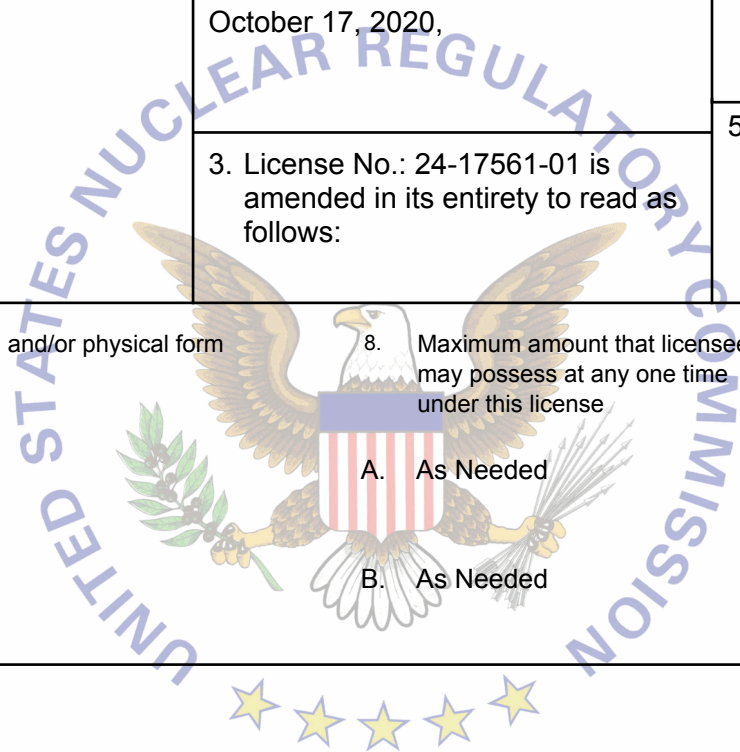 October 17, 2020,
5
3. License No.: 24-17561-01 is
amended in its entirety to read as
follows:
and/or physical form
8. Maximum amount that licensee
may possess at any one time
under this license
A. As Needed
B. As Needed
UNITED STATES NUCLEAR REGULATORY COMMISSION